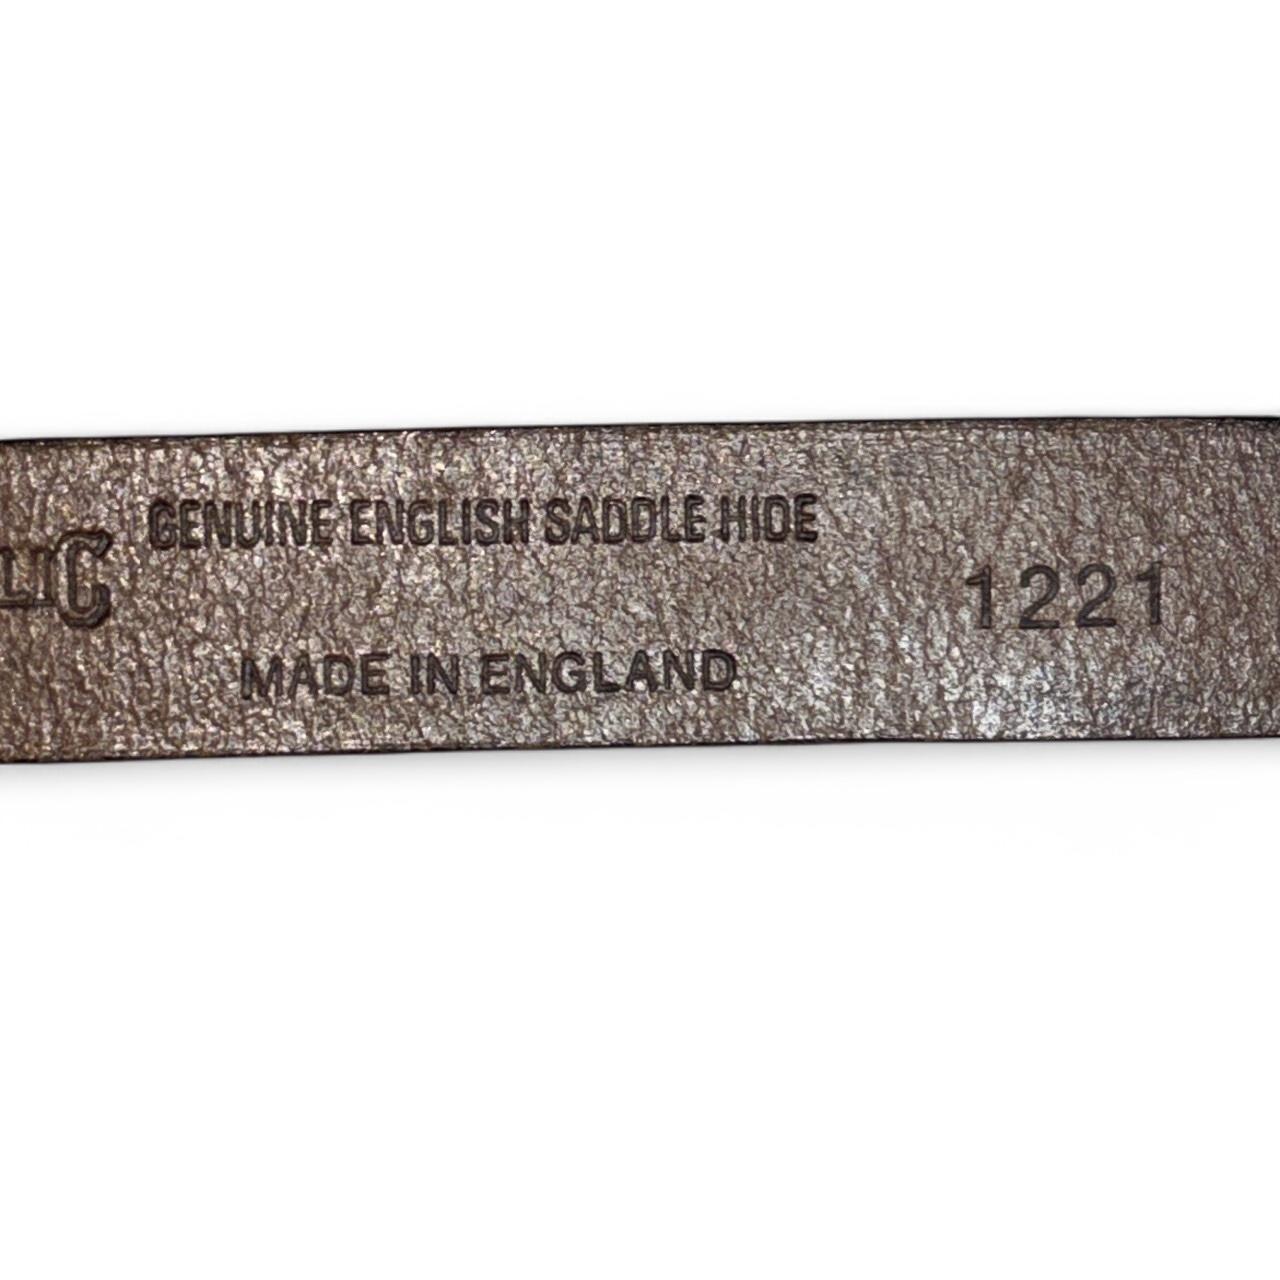 GENUINE ENGLISH SADDLE HIDE
MADE IN ENGLAND
1221